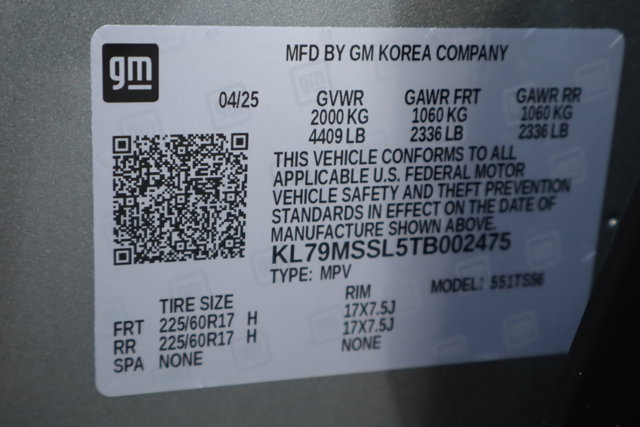 gm
MFD BY GM KOREA COMPANY
04/25 GVWR GAWR FRT GAWR RR
2000 KG 1060 KG 1060 KG
4409 LB 2336 LB 2336 LB
THIS VEHICLE CONFORMS TO ALL
APPLICABLE U.S. FEDERAL MOTOR
VEHICLE SAFETY AND THEFT PREVENTION
STANDARDS IN EFFECT ON THE DATE OF
MANUFACTURE SHOWN ABOVE.
KL79MSSL5TB002475
TYPE: MPV MODEL: 551TS56
TIRE SIZE RIM
FRT 225/60R17 H 17X7.5J
RR 225/60R17 H 17X7.5J
SPA NONE NONE